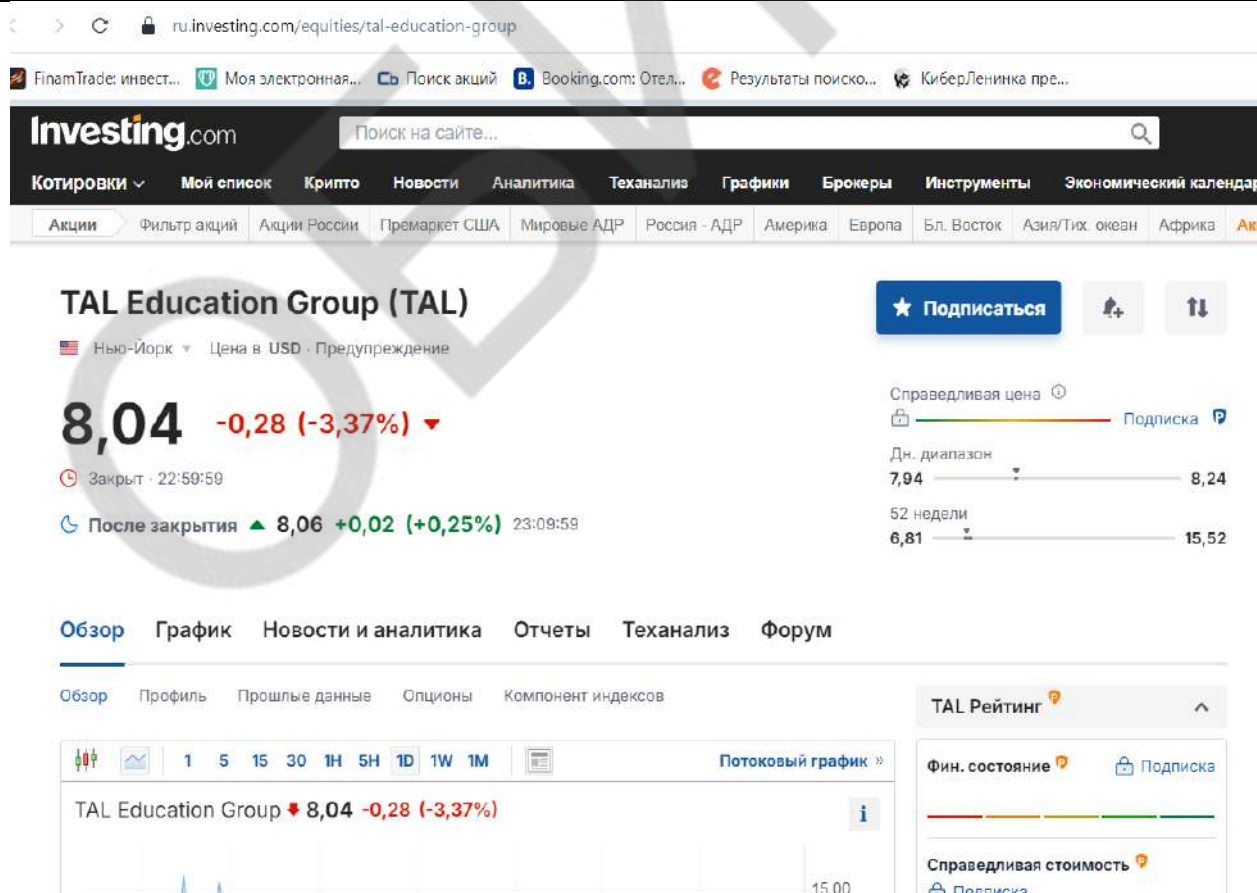 ru.investing.com/equities/tal-education-group
FinamTrade: инвест... Моя электронная... Сь Поиск акций B. Booking.com: Отел... Результаты поиско... КиберЛенинка пре...
Investing.com Поиск на сайте...
Котировки Мой список Крипто Новости Аналитика Теханализ Графики Брокеры Инструменты Экономический календар
Акции Фильтр акций Акции России Премаркет США Мировые АДР Россия - АДР Америка Европа Бл. Восток Азия/Тих. океан Африка Ак
TAL Education Group (TAL) Подписаться
Нью-Йорк Цена в USD · Предупреждение
8,04 -0,28 (-3,37%)
Справедливая цена
Подписка
Дн. диапазон
7,94 8,24
Закрыт · 22:59:59
52 недели
6,81 15,52
После закрытия 8,06 +0,02 (+0,25%) 23:09:59
Обзор График Новости и аналитика Отчеты Теханализ Форум
Обзор Профиль Прошлые данные Опционы Компонент индексов
TAL Рейтинг
1 5 15 30 1H 5H 1D 1W 1M Потоковый график »
Фин. состояние Подписка
TAL Education Group 8,04 -0,28 (-3,37%) i
Справедливая стоимость
15,00
Подписка